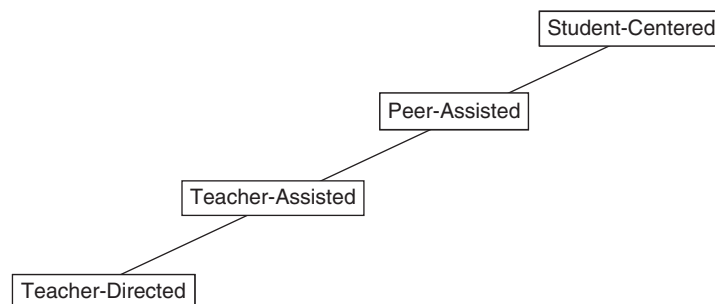 Student-Centered
Peer-Assisted
Teacher-Assisted
Teacher-Directed